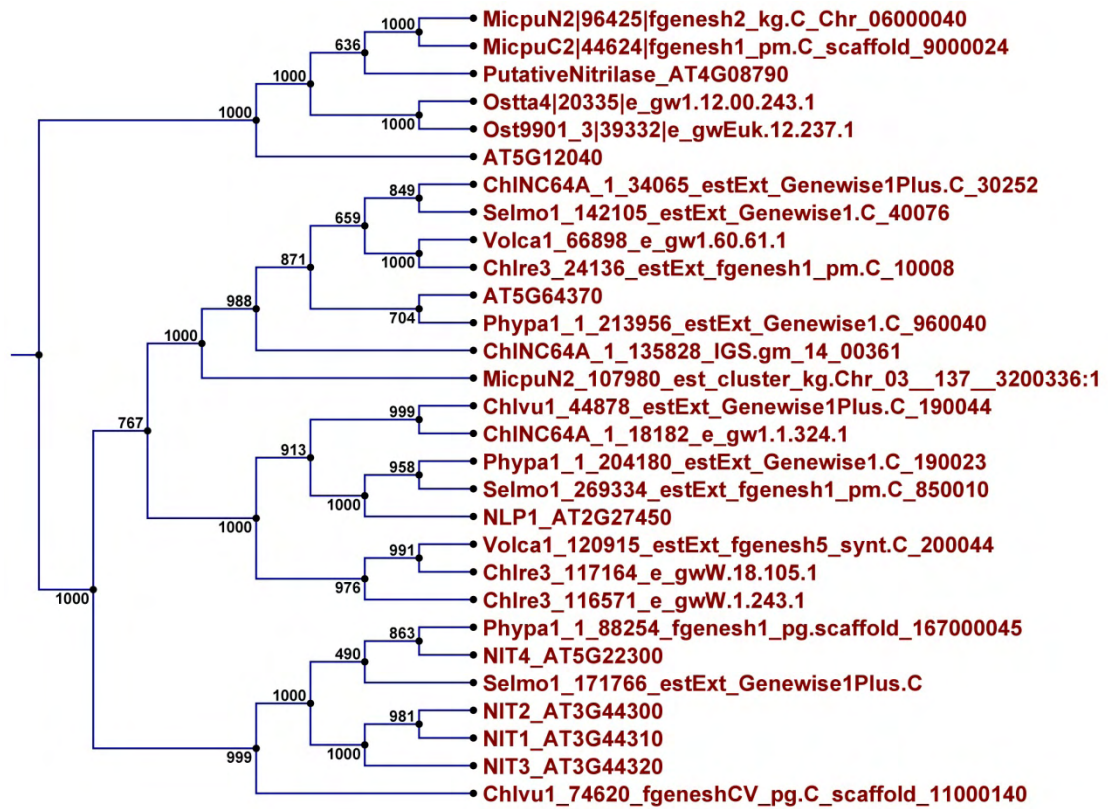 1000
MicpuN2|96425|fgenesh2_kg.C_Chr_06000040
636
MicpuC2|44624|fgenesh1_pm.C_scaffold_9000024
1000
PutativeNitrilase_AT4G08790
1000
Ostta4|20335|e_gw1.12.00.243.1
1000
Ost9901_3|39332|e_gwEuk.12.237.1
AT5G12040
849
ChlNC64A_1_34065_estExt_Genewise1Plus.C_30252
659
Selmo1_142105_estExt_Genewise1.C_40076
871
Volca1_66898_e_gw1.60.61.1
1000
Chlre3_24136_estExt_fgenesh1_pm.C_10008
988
AT5G64370
704
Phypa1_1_213956_estExt_Genewise1.C_960040
1000
ChlNC64A_1_135828_IGS.gm_14_00361
MicpuN2_107980_est_cluster_kg.Chr_03__137__3200336:1
767
999
Chlvu1_44878_estExt_Genewise1Plus.C_190044
913
ChlNC64A_1_18182_e_gw1.1.324.1
958
Phypa1_1_204180_estExt_Genewise1.C_190023
1000
Selmo1_269334_estExt_fgenesh1_pm.C_850010
1000
NLP1_AT2G27450
991
Volca1_120915_estExt_fgenesh5_synt.C_200044
976
Chlre3_117164_e_gwW.18.105.1
1000
Chlre3_116571_e_gwW.1.243.1
863
Phypa1_1_88254_fgenesh1_pg.scaffold_167000045
490
NIT4_AT5G22300
1000
Selmo1_171766_estExt_Genewise1Plus.C
981
NIT2_AT3G44300
1000
NIT1_AT3G44310
999
NIT3_AT3G44320
Chlvu1_74620_fgeneshCV_pg.C_scaffold_11000140